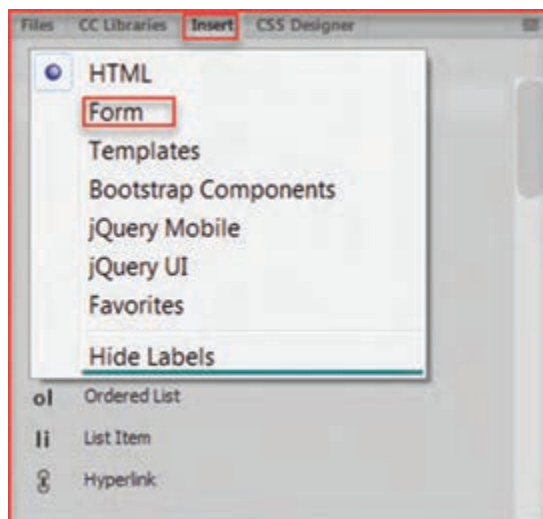 Files CC Libraries Insert CSS Designer
HTML
Form
Templates
Bootstrap Components
jQuery Mobile
jQuery UI
Favorites
Hide Labels
ol Ordered List
li List Item
Hyperlink